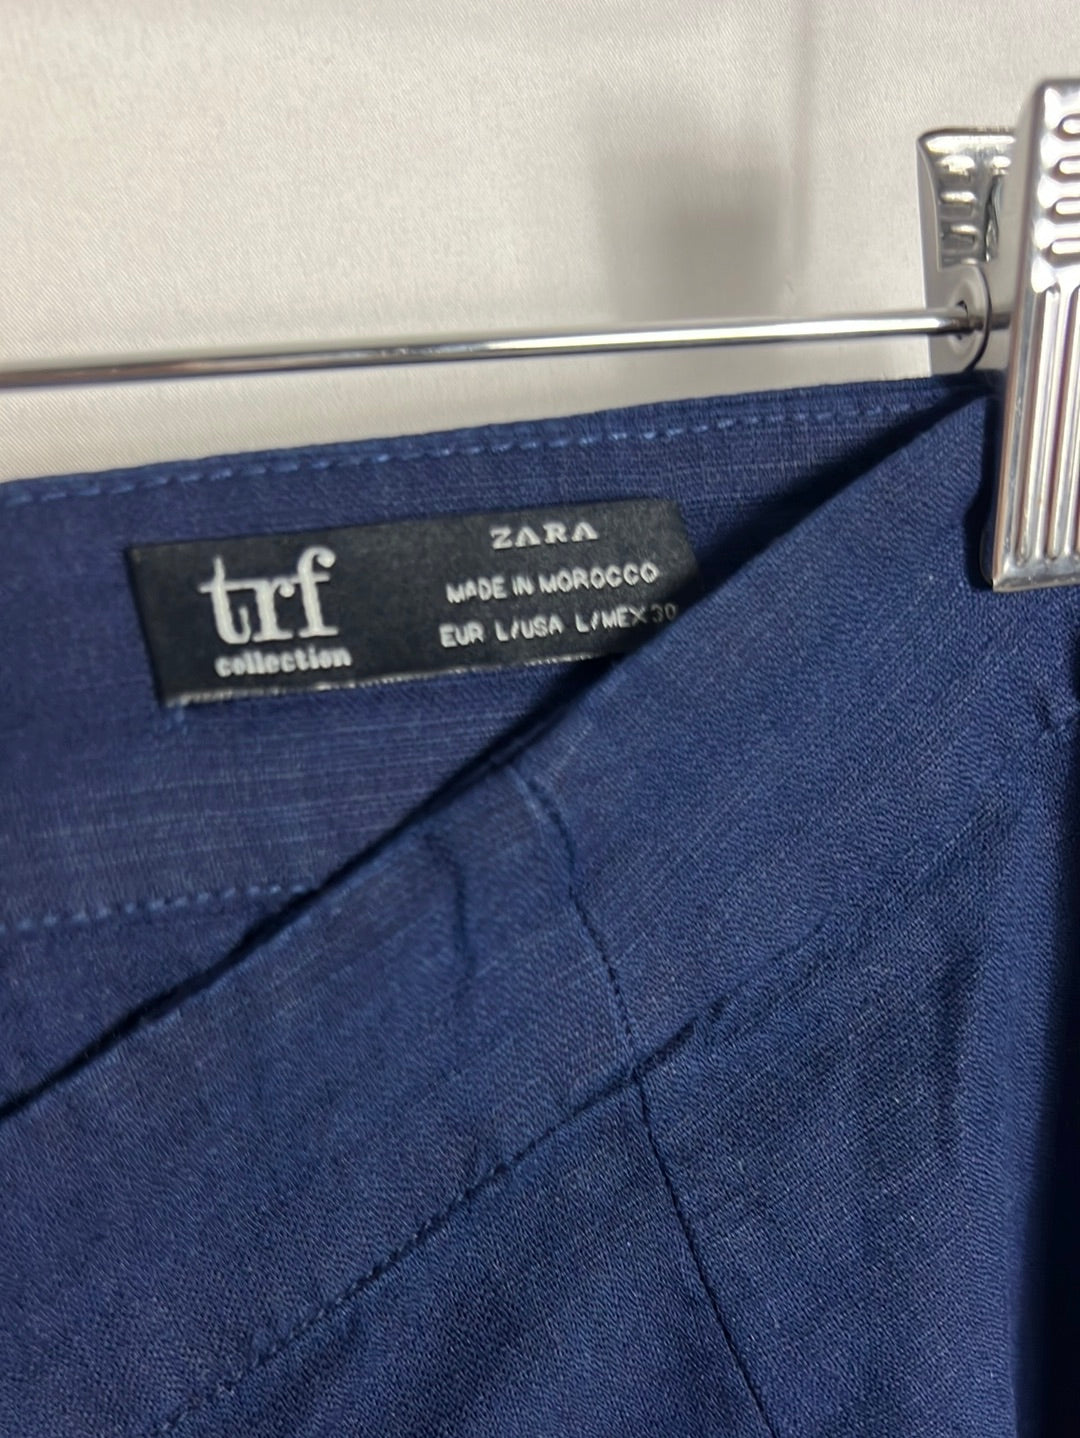 trf
collection
ZARA
MADE IN MOROCCO
EUR L/USA L/MEX 30